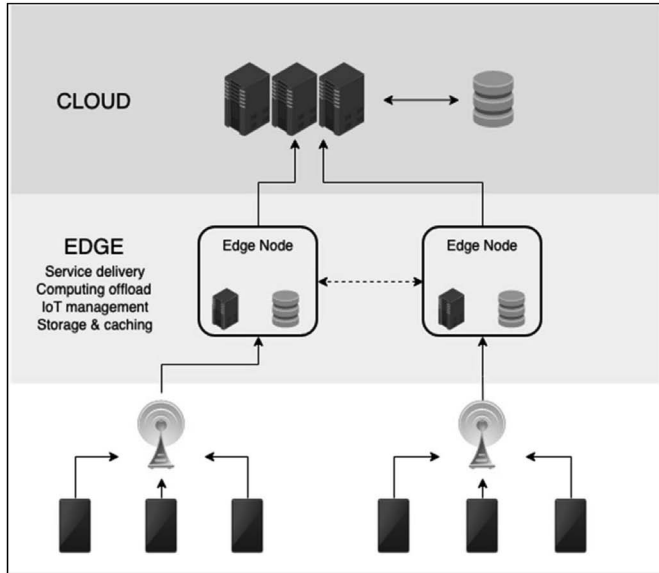 CLOUD
EDGE
Service delivery
Computing offload
IoT management
Storage & caching
Edge Node
Edge Node